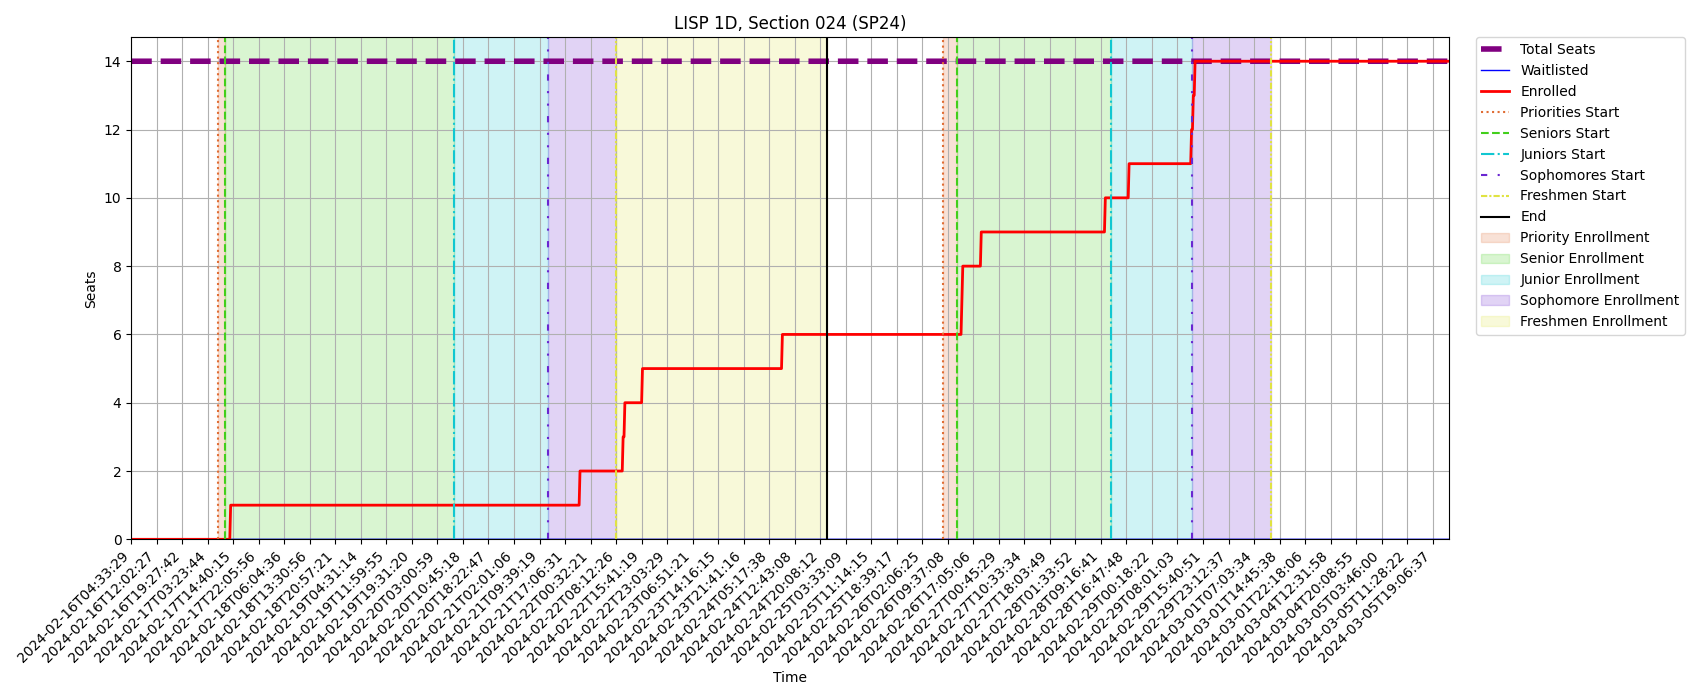 LISP 1D, Section 024 (SP24)
Seats
14
12
10
8
6
4
2
0
2024-02-16T04:33:29
2024-02-16T12:02:27
2024-02-16T19:27:42
2024-02-17T03:23:44
2024-02-17T14:40:15
2024-02-17T22:05:56
2024-02-18T06:04:36
2024-02-18T13:30:56
2024-02-18T20:57:21
2024-02-19T04:31:14
2024-02-19T11:59:55
2024-02-19T19:31:20
2024-02-20T03:00:59
2024-02-20T10:45:18
2024-02-20T18:22:47
2024-02-21T02:01:06
2024-02-21T09:39:19
2024-02-21T17:06:31
2024-02-22T00:32:21
2024-02-22T08:12:26
2024-02-22T15:41:19
2024-02-22T23:03:29
2024-02-23T06:51:21
2024-02-23T14:16:15
2024-02-23T21:41:16
2024-02-24T05:17:38
2024-02-24T12:43:08
2024-02-24T20:08:12
2024-02-25T03:33:09
2024-02-25T11:14:15
2024-02-25T18:39:17
2024-02-26T02:06:25
2024-02-26T09:37:08
2024-02-26T17:05:06
2024-02-27T00:45:29
2024-02-27T10:33:34
2024-02-27T18:03:49
2024-02-28T01:33:52
2024-02-28T09:16:41
2024-02-28T16:47:48
2024-02-29T00:18:22
2024-02-29T08:01:03
2024-02-29T15:40:51
2024-02-29T23:12:37
2024-03-01T07:03:34
2024-03-01T14:45:38
2024-03-01T22:18:06
2024-03-04T12:31:58
2024-03-04T20:08:55
2024-03-05T03:46:00
2024-03-05T11:28:22
2024-03-05T19:06:37
Time
Total Seats
Waitlisted
Enrolled
Priorities Start
Seniors Start
Juniors Start
Sophomores Start
Freshmen Start
End
Priority Enrollment
Senior Enrollment
Junior Enrollment
Sophomore Enrollment
Freshmen Enrollment